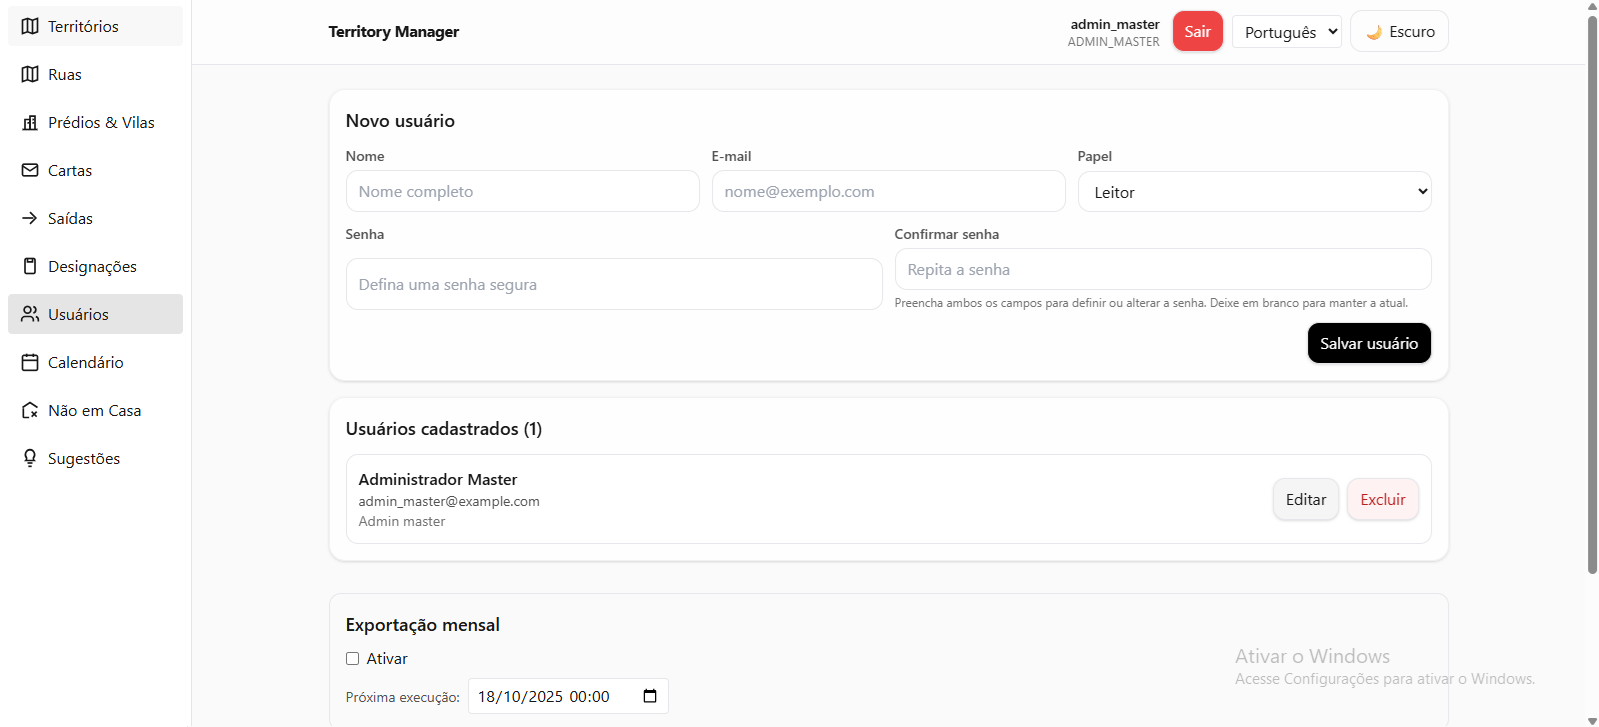 Territórios
Ruas
Prédios & Vilas
Cartas
Saídas
Designações
Usuários
Calendário
Não em Casa
Sugestões
Territory Manager
admin_master
ADMIN_MASTER
Sair
Português
🌙 Escuro
Novo usuário
Nome
E-mail
Papel
Nome completo
nome@exemplo.com
Leitor
Senha
Confirmar senha
Defina uma senha segura
Repita a senha
Preencha ambos os campos para definir ou alterar a senha. Deixe em branco para manter a atual.
Salvar usuário
Usuários cadastrados (1)
Administrador Master
admin_master@example.com
Admin master
Editar
Excluir
Exportação mensal
Ativar
Próxima execução:
18/10/2025 00:00
Ativar o Windows
Acesse Configurações para ativar o Windows.